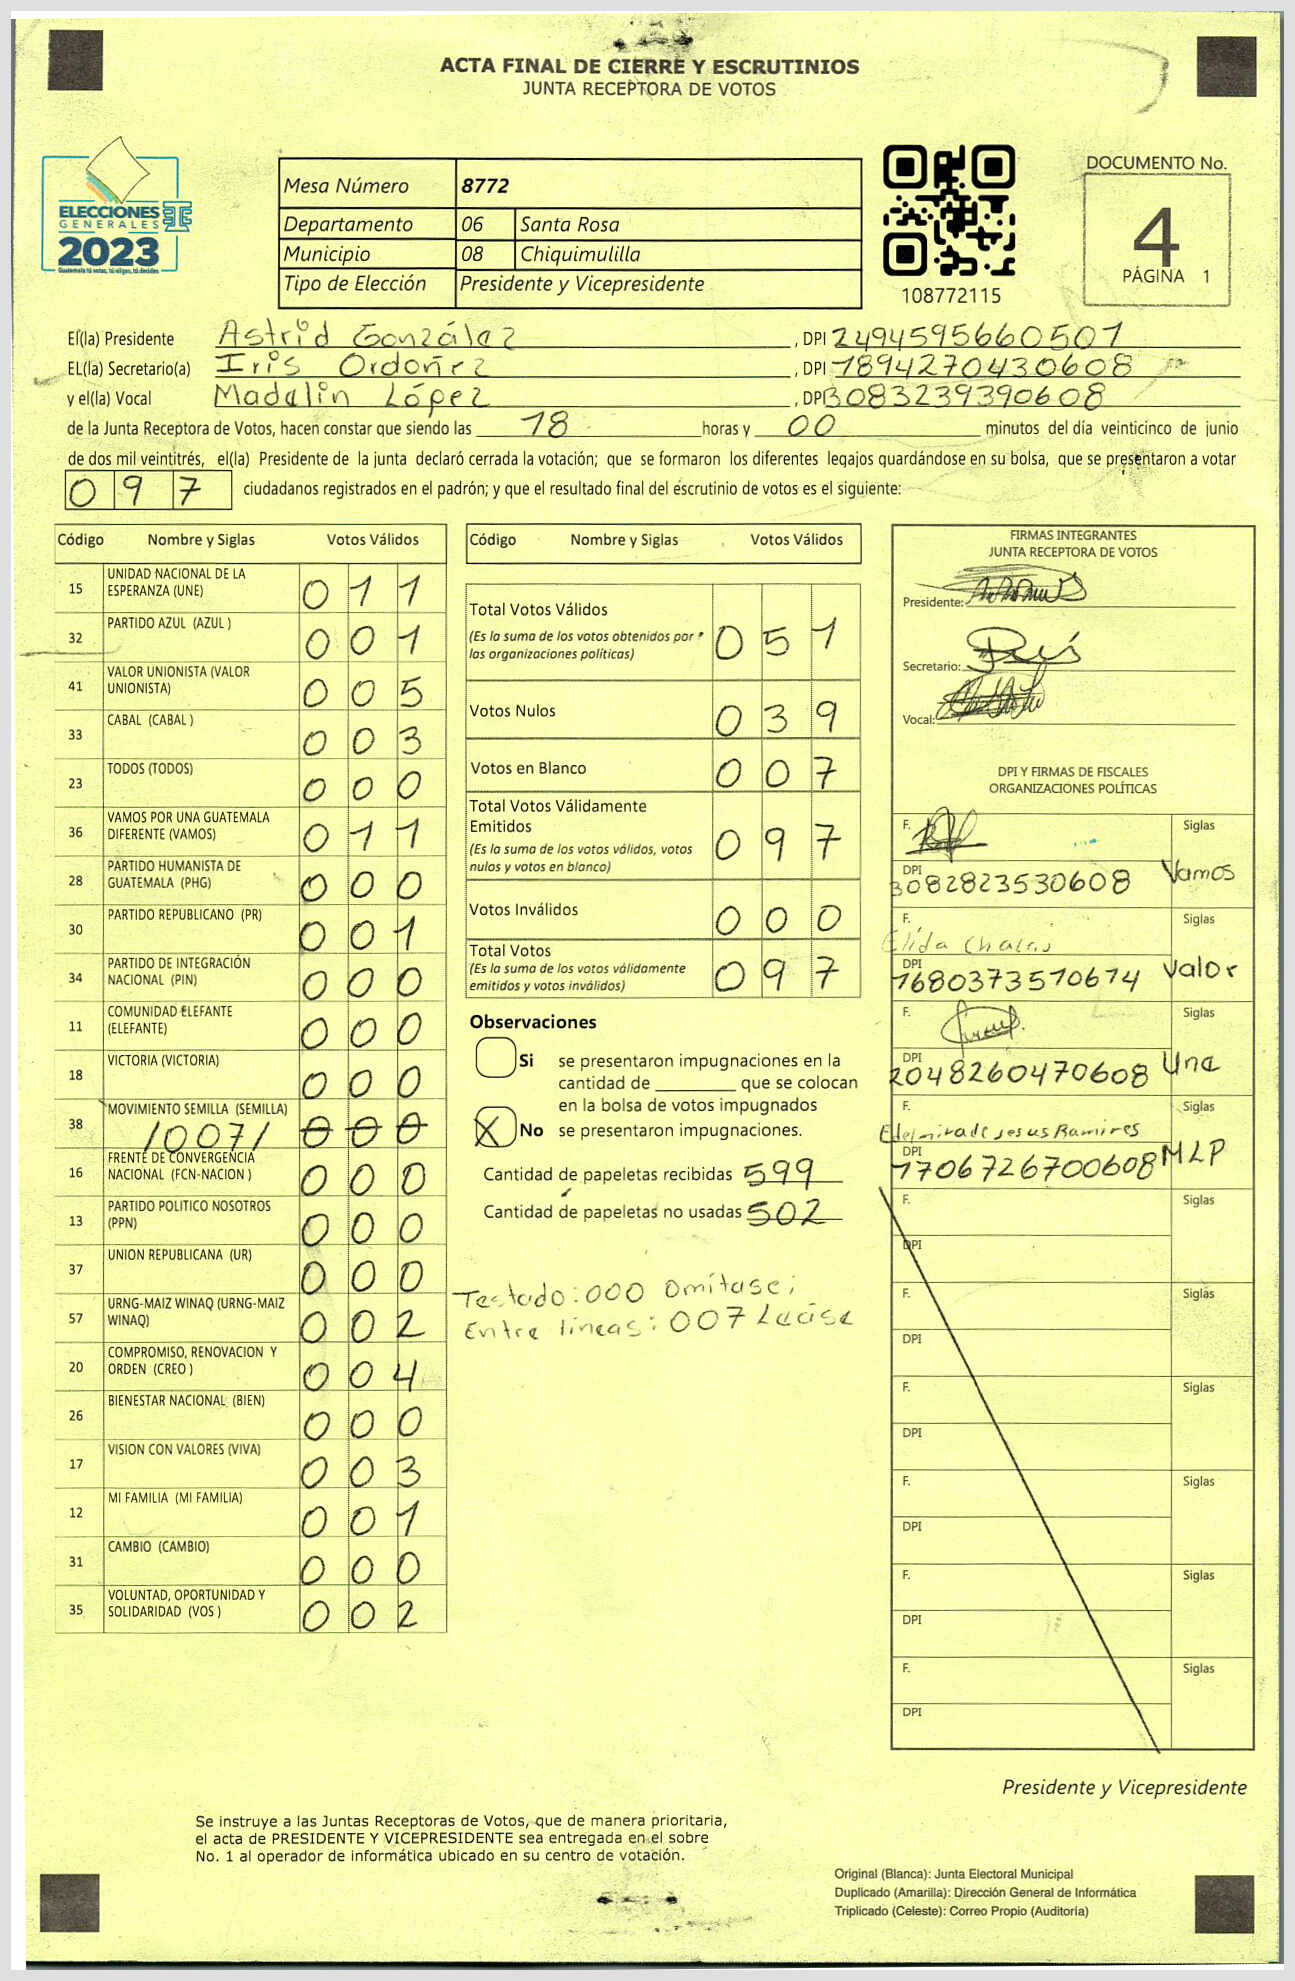 ACTA FINAL DE CIERRE Y ESCRUTINIOS
JUNTA RECEPTORA DE VOTOS
ELECCIONES
GENERALES
2023
Guatemala tú votas, tú eliges, tú decides
Mesa Número 8772
Departamento 06 Santa Rosa
Municipio 08 Chiquimulilla
Tipo de Elección Presidente y Vicepresidente
108772115
DOCUMENTO No.
4
PÁGINA 1
El(la) Presidente Astrid González , DPI 2494595660501
EL(la) Secretario(a) Iris Ordoñez , DPI 1894270430608
y el(la) Vocal Madalin López , DPI 3083239390608
de la Junta Receptora de Votos, hacen constar que siendo las 18 horas y 00 minutos del día veinticinco de junio
de dos mil veintitrés, el(la) Presidente de la junta declaró cerrada la votación; que se formaron los diferentes legajos guardándose en su bolsa, que se presentaron a votar
0 9 7 ciudadanos registrados en el padrón; y que el resultado final del escrutinio de votos es el siguiente:
Código Nombre y Siglas Votos Válidos
15 UNIDAD NACIONAL DE LA ESPERANZA (UNE) 0 1 1
32 PARTIDO AZUL (AZUL ) 0 0 1
41 VALOR UNIONISTA (VALOR UNIONISTA) 0 0 5
33 CABAL (CABAL ) 0 0 3
23 TODOS (TODOS) 0 0 0
36 VAMOS POR UNA GUATEMALA DIFERENTE (VAMOS) 0 1 1
28 PARTIDO HUMANISTA DE GUATEMALA (PHG) 0 0 0
30 PARTIDO REPUBLICANO (PR) 0 0 1
34 PARTIDO DE INTEGRACIÓN NACIONAL (PIN) 0 0 0
11 COMUNIDAD ELEFANTE (ELEFANTE) 0 0 0
18 VICTORIA (VICTORIA) 0 0 0
38 MOVIMIENTO SEMILLA (SEMILLA) /007/ 0 0 0
16 FRENTE DE CONVERGENCIA NACIONAL (FCN-NACION ) 0 0 0
13 PARTIDO POLITICO NOSOTROS (PPN) 0 0 0
37 UNION REPUBLICANA (UR) 0 0 0
57 URNG-MAIZ WINAQ (URNG-MAIZ WINAQ) 0 0 2
20 COMPROMISO, RENOVACION Y ORDEN (CREO ) 0 0 4
26 BIENESTAR NACIONAL (BIEN) 0 0 0
17 VISION CON VALORES (VIVA) 0 0 3
12 MI FAMILIA (MI FAMILIA) 0 0 1
31 CAMBIO (CAMBIO) 0 0 0
35 VOLUNTAD, OPORTUNIDAD Y SOLIDARIDAD (VOS ) 0 0 2
Código Nombre y Siglas Votos Válidos
Total Votos Válidos 0 5 1
(Es la suma de los votos obtenidos por
las organizaciones políticas)
Votos Nulos 0 3 9
Votos en Blanco 0 0 7
Total Votos Válidamente
Emitidos 0 9 7
(Es la suma de los votos válidos, votos
nulos y votos en blanco)
Votos Inválidos 0 0 0
Total Votos 0 9 7
(Es la suma de los votos válidamente
emitidos y votos inválidos)
Observaciones
Si se presentaron impugnaciones en la
cantidad de ________ que se colocan
en la bolsa de votos impugnados
X No se presentaron impugnaciones.
Cantidad de papeletas recibidas 599
Cantidad de papeletas no usadas 502
Testado: 000 Omitase;
Entre lineas: 007 Leáse
FIRMAS INTEGRANTES
JUNTA RECEPTORA DE VOTOS
Presidente:
Secretario:
Vocal:
DPI Y FIRMAS DE FISCALES
ORGANIZACIONES POLÍTICAS
F. Siglas
DPI 3082823530608 Vamos
F. Elida Siglas
DPI 1680373510614 Valor
F. Siglas
DPI 2048260470608 Une
F. Edelmira de Jesus Ramires Siglas
DPI 1706726700608 MLP
F. Siglas
DPI
F. Siglas
DPI
F. Siglas
DPI
F. Siglas
DPI
F. Siglas
DPI
F. Siglas
DPI
Presidente y Vicepresidente
Se instruye a las Juntas Receptoras de Votos, que de manera prioritaria,
el acta de PRESIDENTE Y VICEPRESIDENTE sea entregada en el sobre
No. 1 al operador de informática ubicado en su centro de votación.
Original (Blanca): Junta Electoral Municipal
Duplicado (Amarilla): Dirección General de Informática
Triplicado (Celeste): Correo Propio (Auditoría)